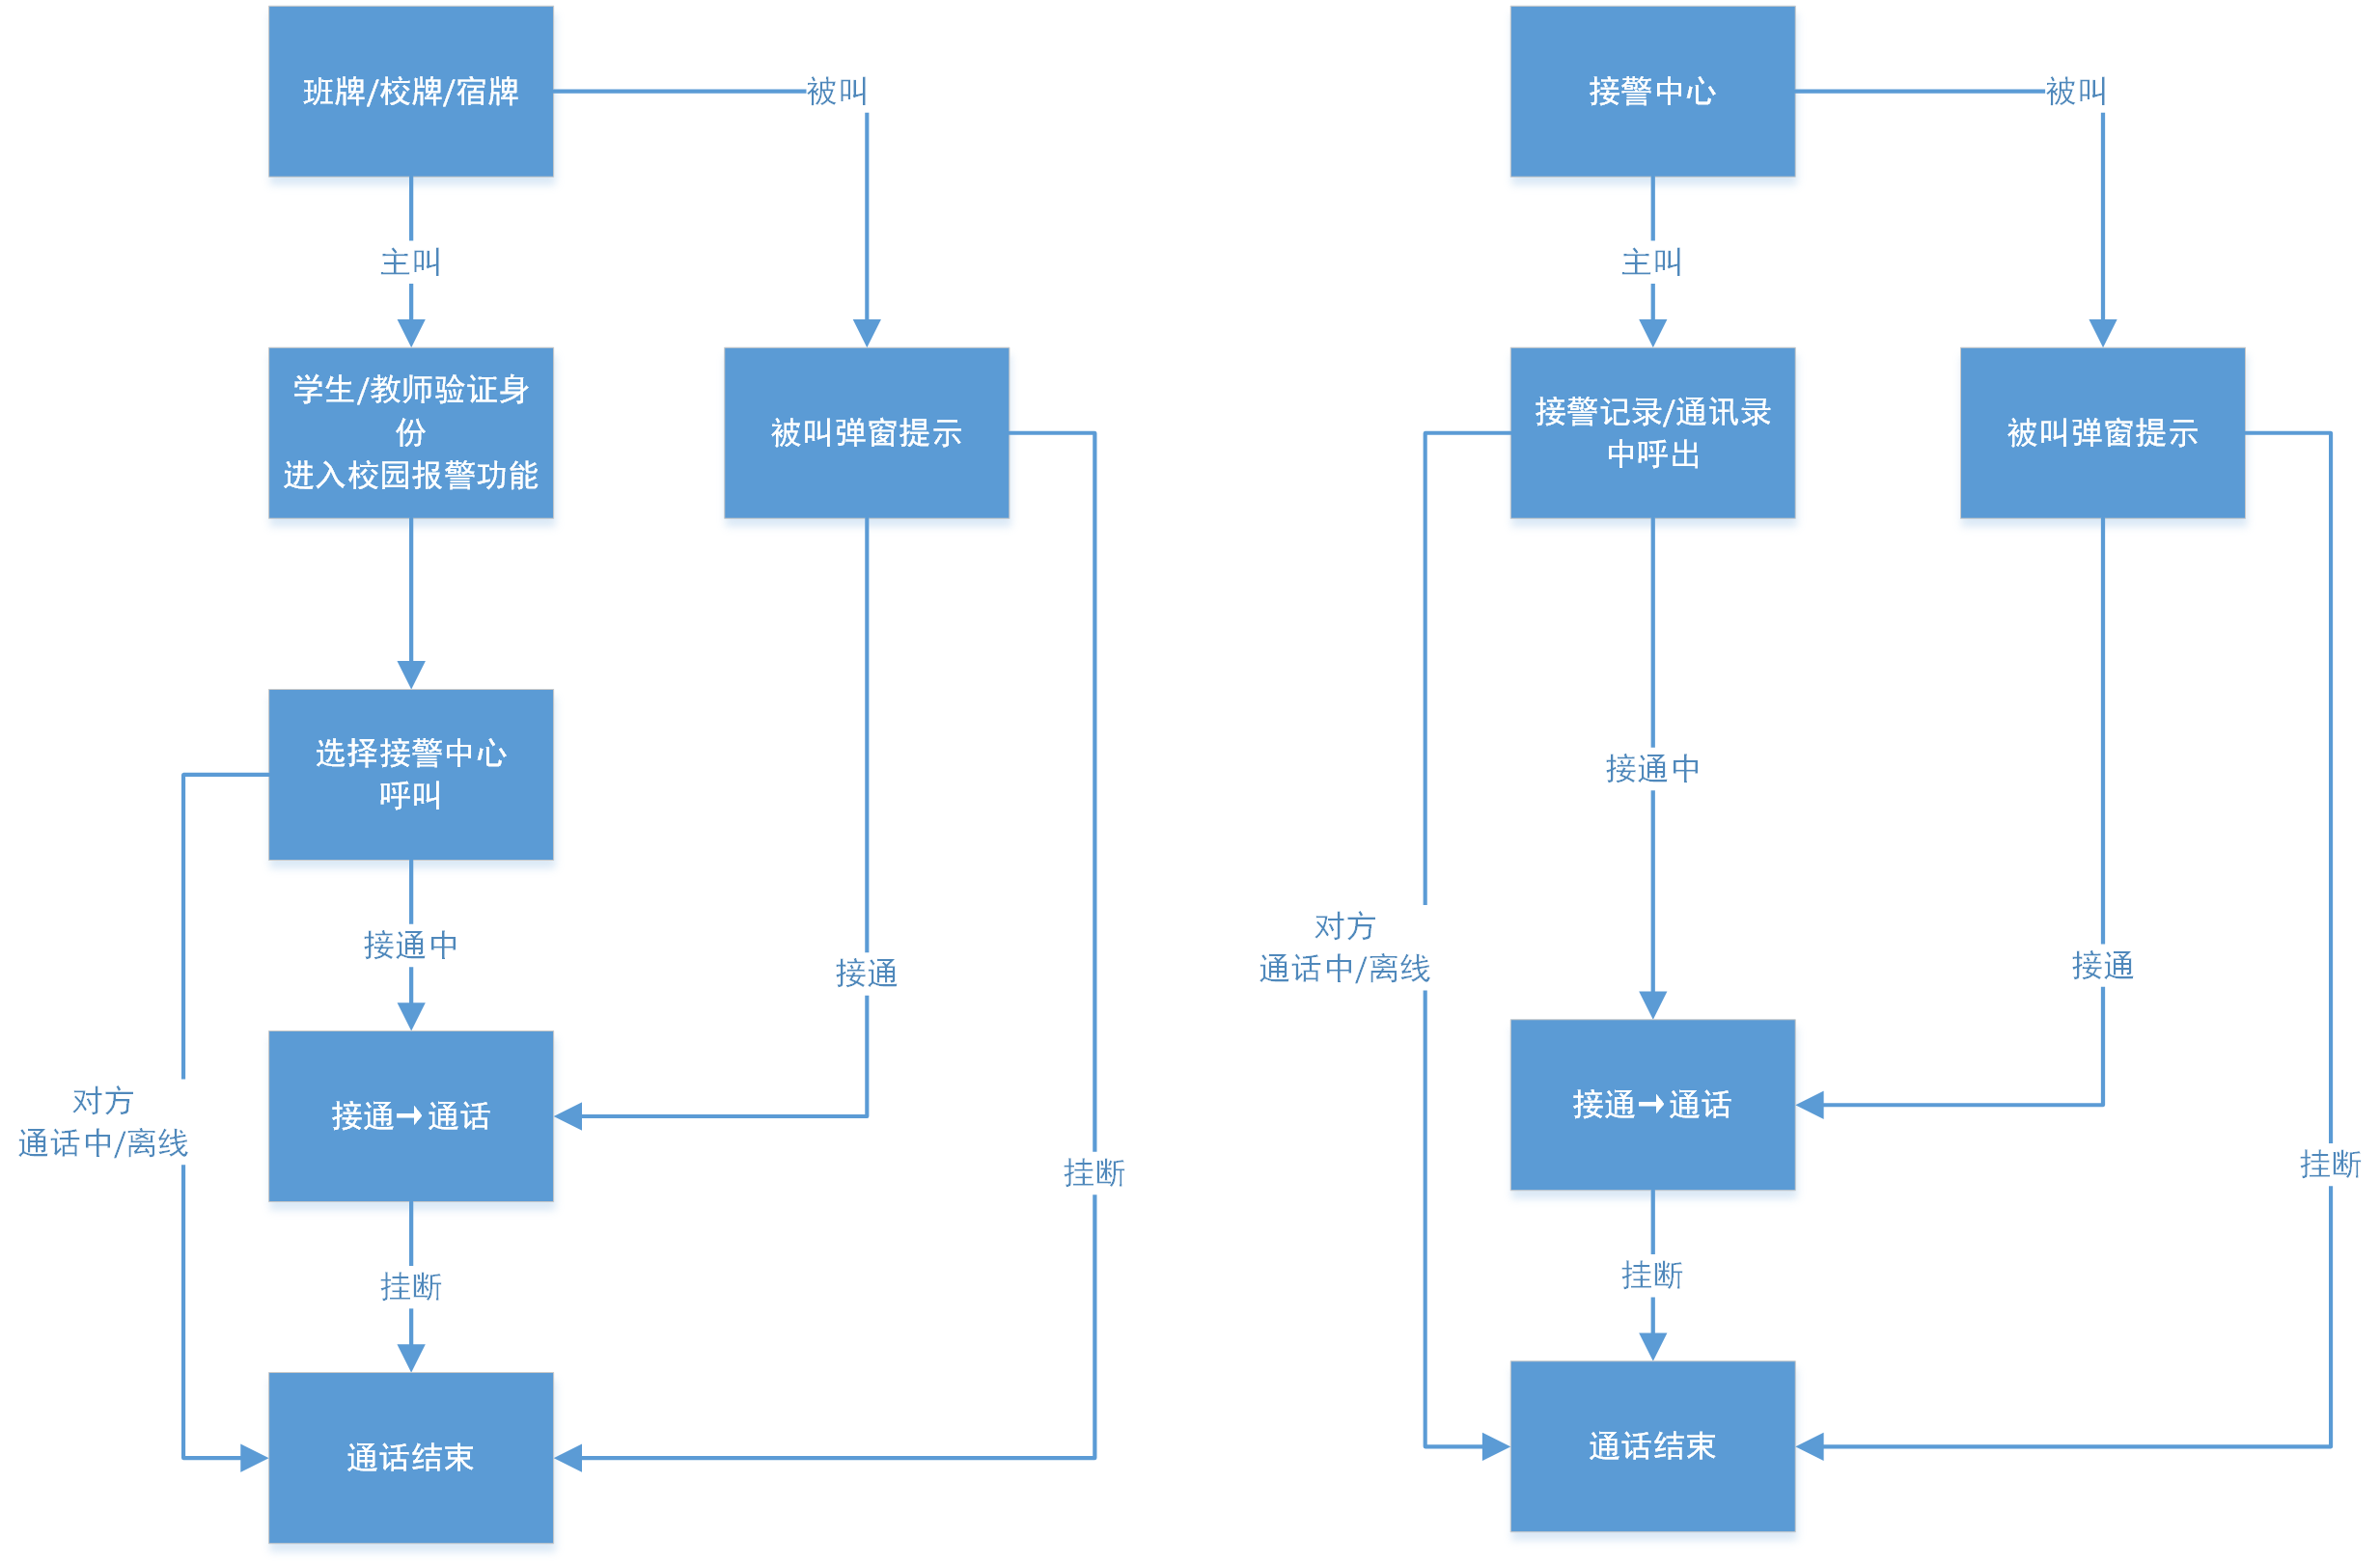 班牌/校牌/宿牌
被叫
主叫
学生/教师验证身
份
进入校园报警功能
被叫弹窗提示
选择接警中心
呼叫
接通中
接通
对方
通话中/离线
接通→通话
挂断
挂断
通话结束
接警中心
被叫
主叫
接警记录/通讯录
中呼出
被叫弹窗提示
接通中
对方
通话中/离线
接通
接通→通话
挂断
挂断
通话结束